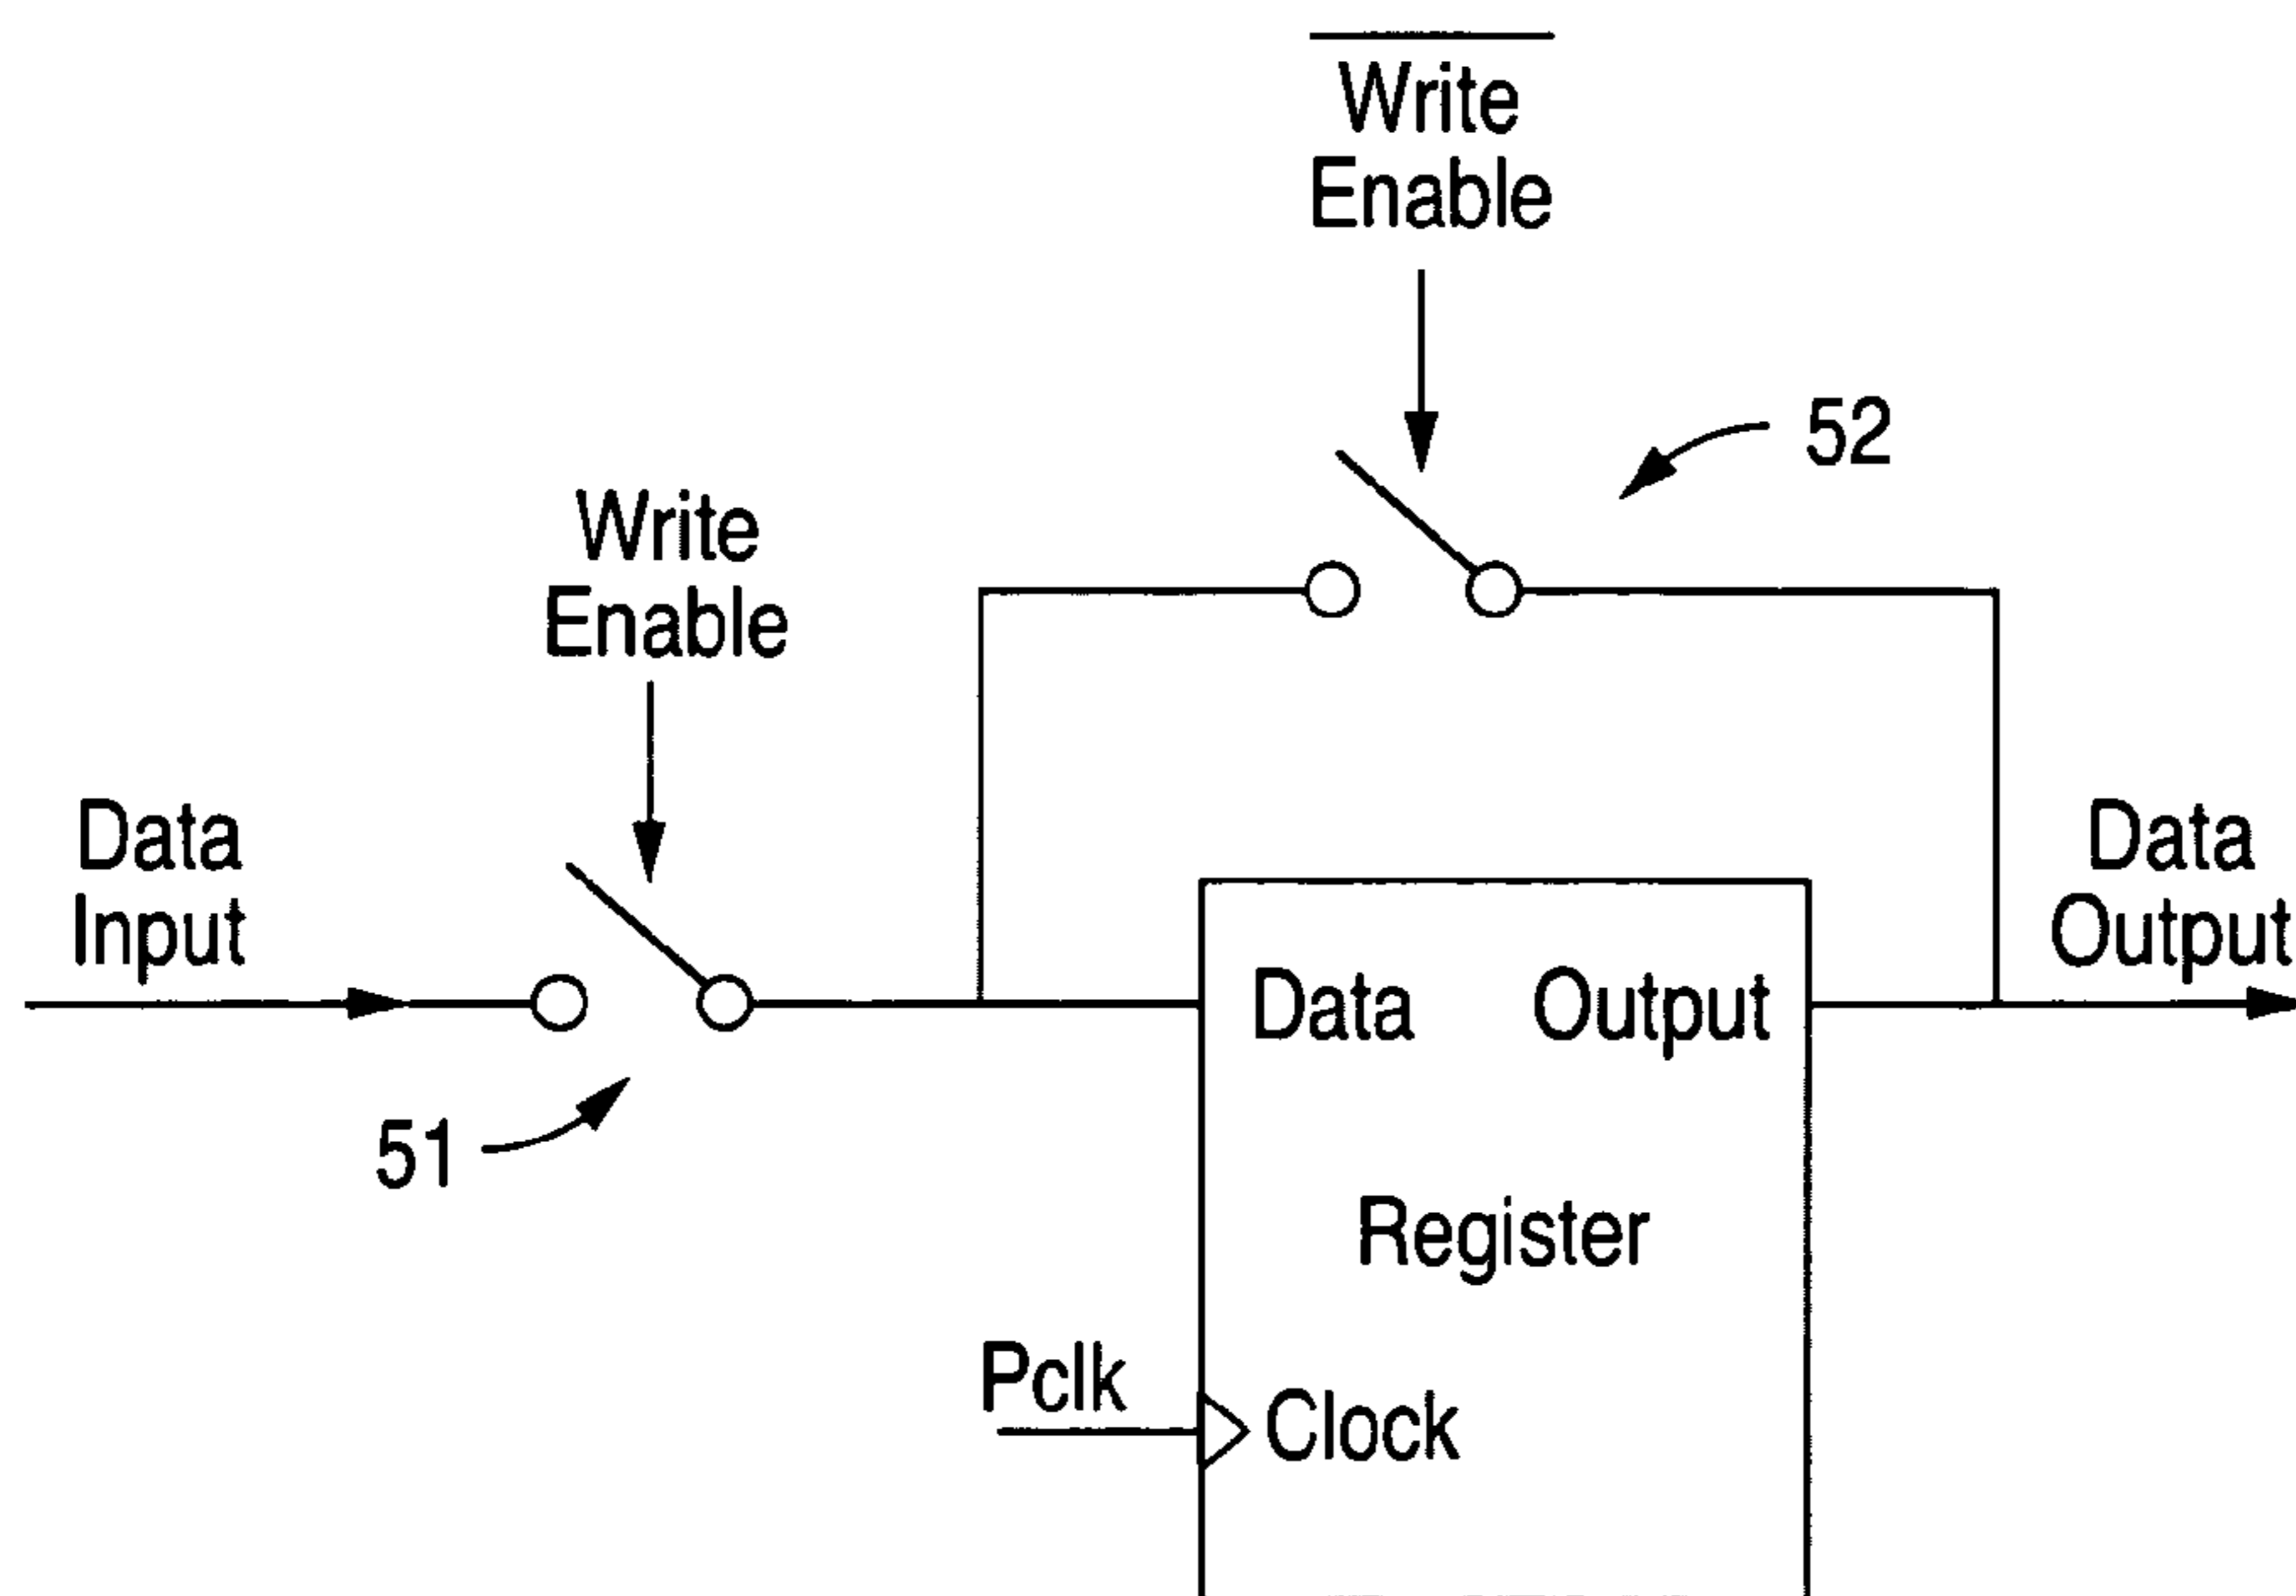 Write
Enable
52
Write
Enable
Data
Input
Data
Output
Data Output
51
Register
Pclk
Clock